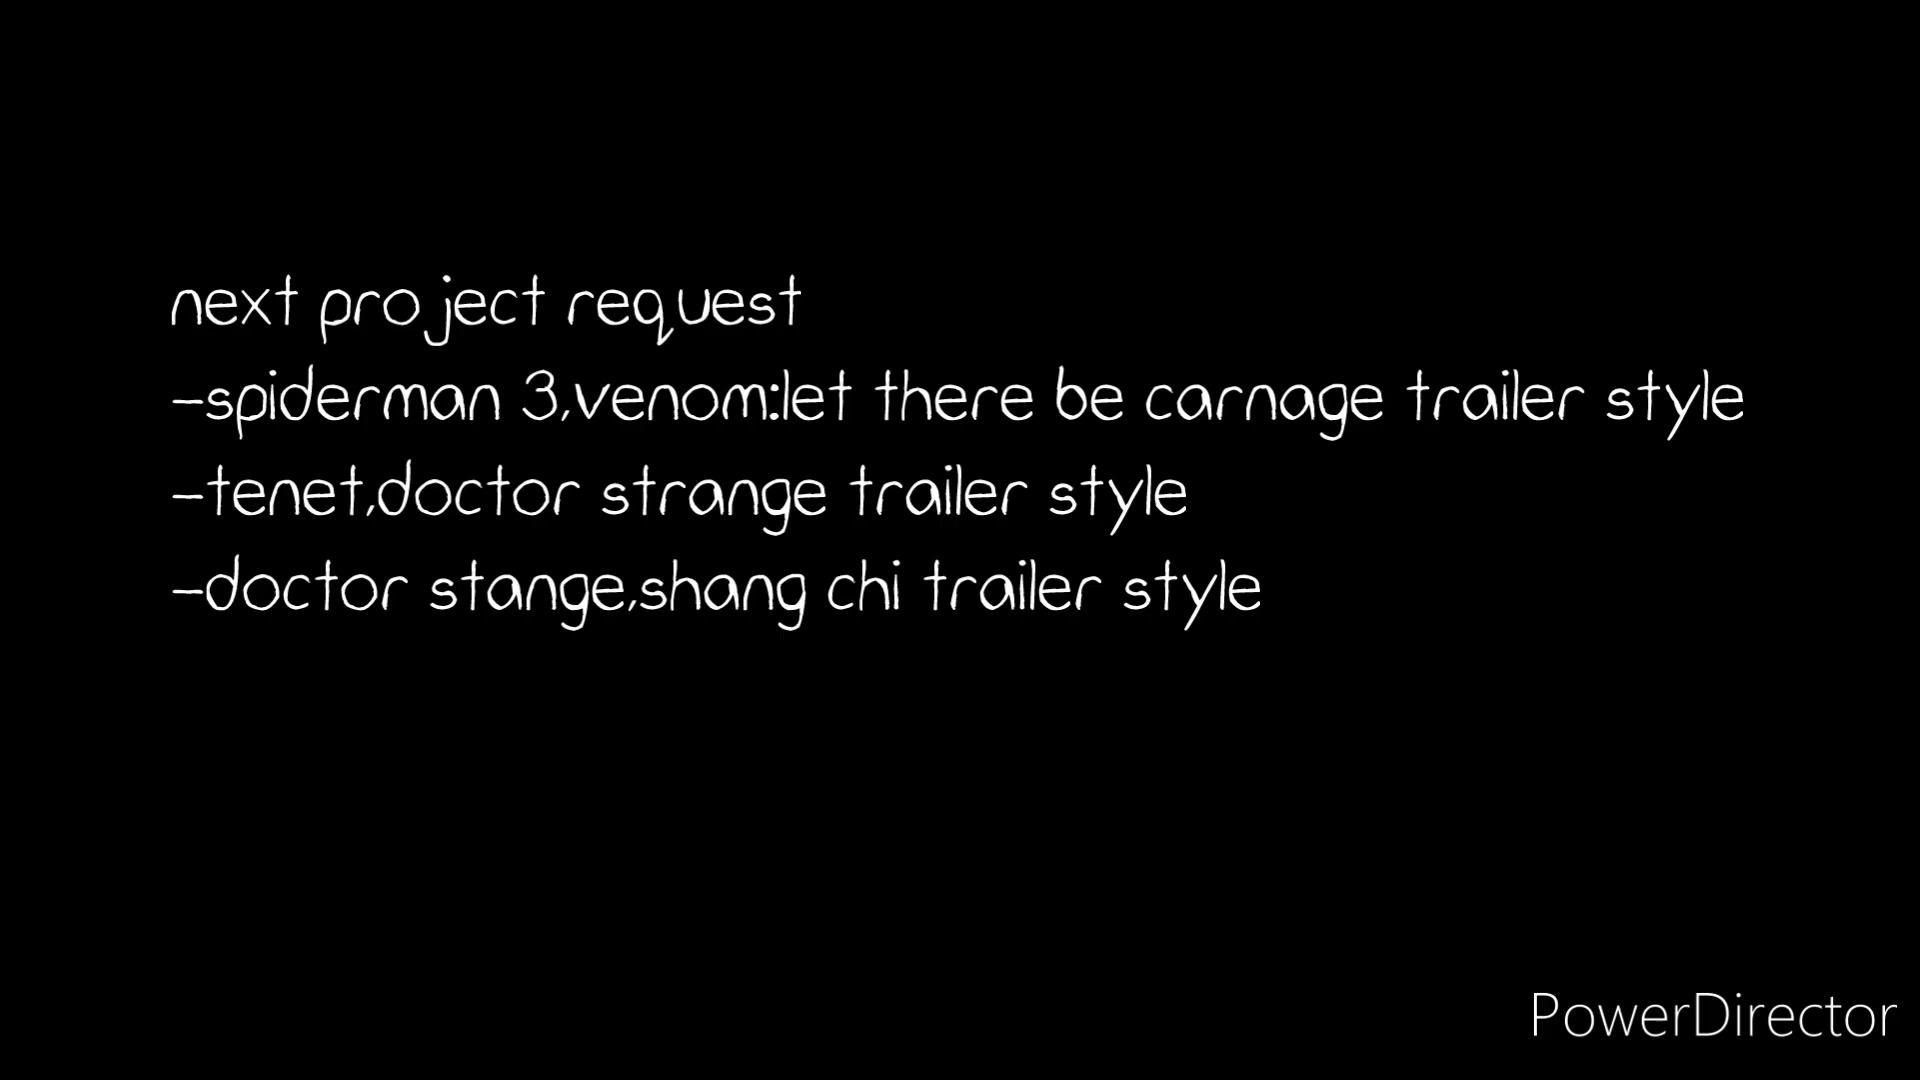 next project request
-spiderman 3,venom:let there be carnage trailer style
-tenet,doctor strange trailer style
-doctor stange,shang chi trailer style
PowerDirector